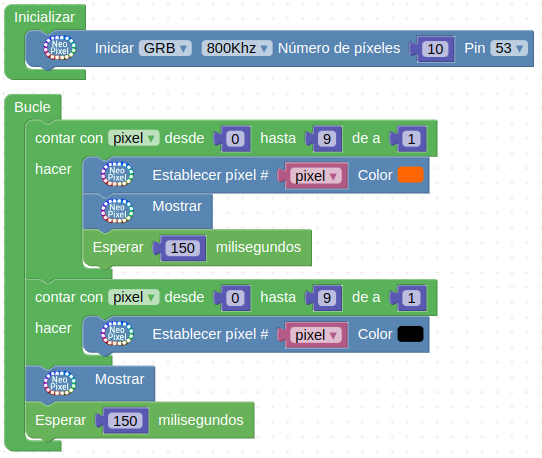 Inicializar
Neo Pixel Iniciar GRB 800Khz Número de píxeles 10 Pin 53
Bucle
contar con pixel desde 0 hasta 9 de a 1
hacer Neo Pixel Establecer píxel # pixel Color
Neo Pixel Mostrar
Esperar 150 milisegundos
contar con pixel desde 0 hasta 9 de a 1
hacer Neo Pixel Establecer píxel # pixel Color
Neo Pixel Mostrar
Esperar 150 milisegundos